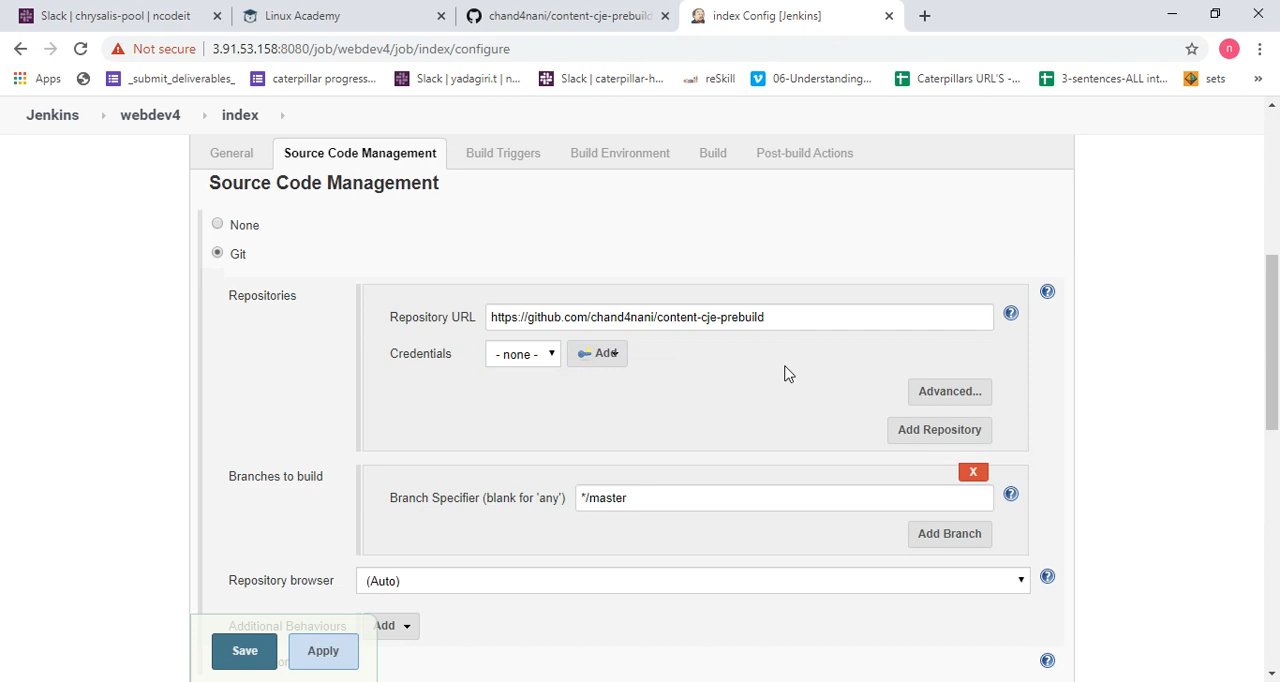 Slack | chrysalis-pool | ncodeit
Linux Academy
chand4nani/content-cje-prebuild
index Config [Jenkins]
Not secure
3.91.53.158:8080/job/webdev4/job/index/configure
n
Apps
_submit_deliverables_
caterpillar progress...
Slack | yadagiri.t | n...
Slack | caterpillar-h...
reSkill
06-Understanding...
Caterpillars URL'S -...
3-sentences-ALL int...
sets
»
Jenkins
webdev4
index
General
Source Code Management
Build Triggers
Build Environment
Build
Post-build Actions
Source Code Management
None
Git
Repositories
Repository URL
https://github.com/chand4nani/content-cje-prebuild
Credentials
- none -
Add
Advanced...
Add Repository
Branches to build
X
Branch Specifier (blank for 'any')
*/master
Add Branch
Repository browser
(Auto)
Additional Behaviours
Add
Save
Apply